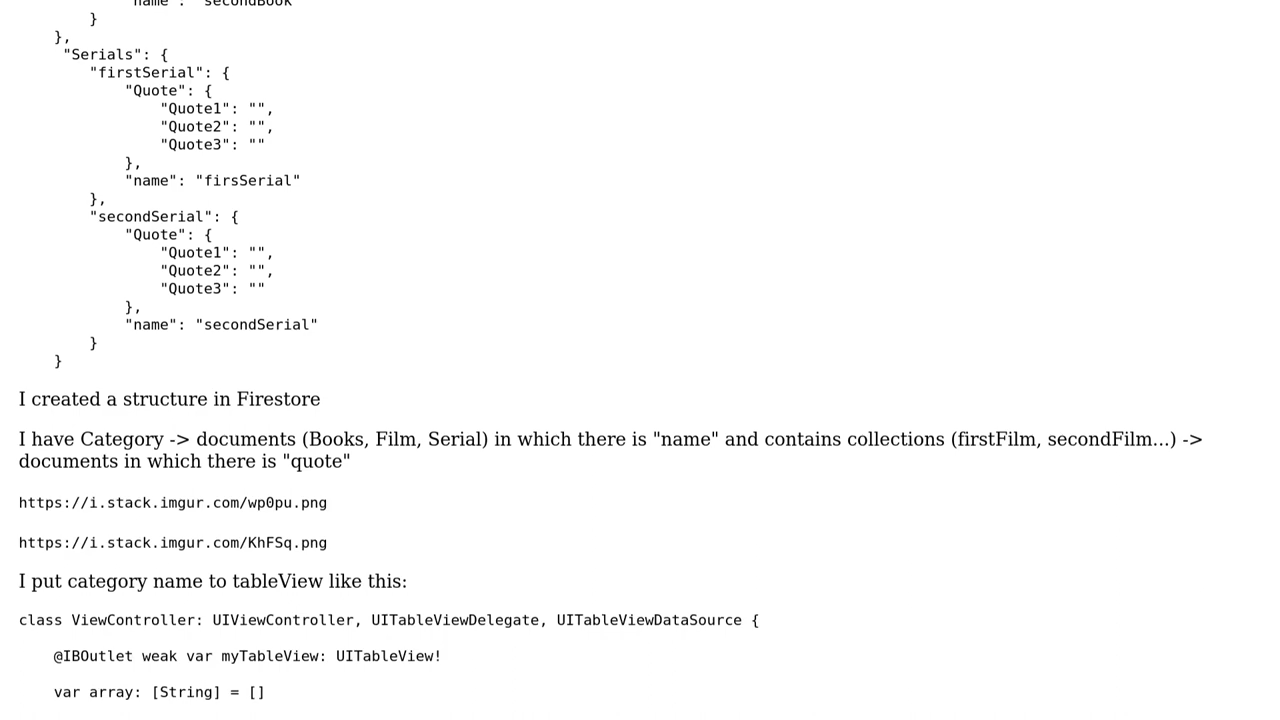 "name": "secondBook"
        }
    },
     "Serials": {
        "firstSerial": {
            "Quote": {
                "Quote1": "",
                "Quote2": "",
                "Quote3": ""
            },
            "name": "firsSerial"
        },
        "secondSerial": {
            "Quote": {
                "Quote1": "",
                "Quote2": "",
                "Quote3": ""
            },
            "name": "secondSerial"
        }
    }
I created a structure in Firestore
I have Category -> documents (Books, Film, Serial) in which there is "name" and contains collections (firstFilm, secondFilm...) ->
documents in which there is "quote"
https://i.stack.imgur.com/wp0pu.png
https://i.stack.imgur.com/KhFSq.png
I put category name to tableView like this:
class ViewController: UIViewController, UITableViewDelegate, UITableViewDataSource {
    @IBOutlet weak var myTableView: UITableView!
    var array: [String] = []